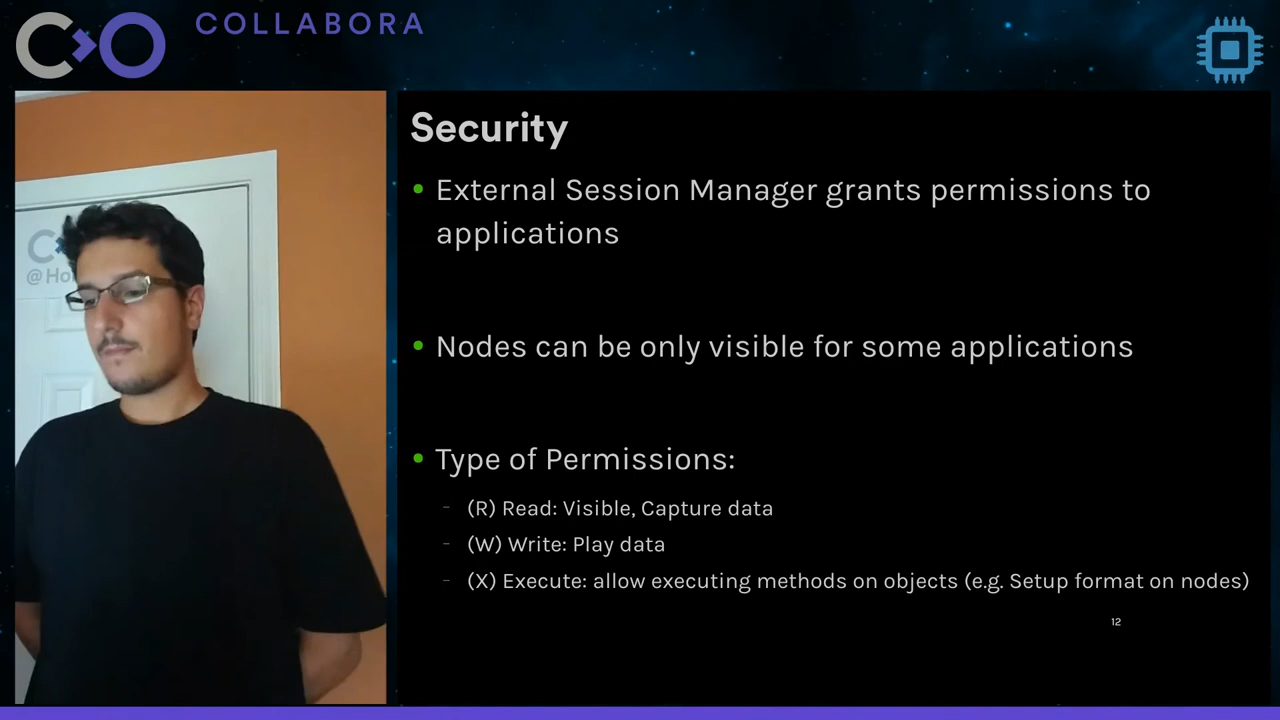 COLLABORA
Security
External Session Manager grants permissions to
applications
Nodes can be only visible for some applications
Type of Permissions:
(R) Read: Visible, Capture data
(W) Write: Play data
(X) Execute: allow executing methods on objects (e.g. Setup format on nodes)
12